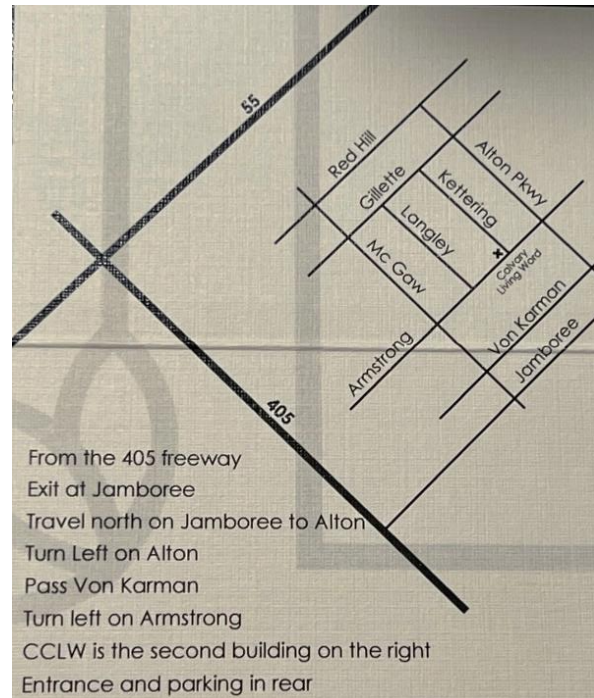 55
Red Hill
Gillette
Alton Pkwy
Kettering
Langley
Mc Gaw
Calvary
Living Word
Von Karman
Armstrong
Jamboree
405
From the 405 freeway
Exit at Jamboree
Travel north on Jamboree to Alton
Turn Left on Alton
Pass Von Karman
Turn left on Armstrong
CCLW is the second building on the right
Entrance and parking in rear